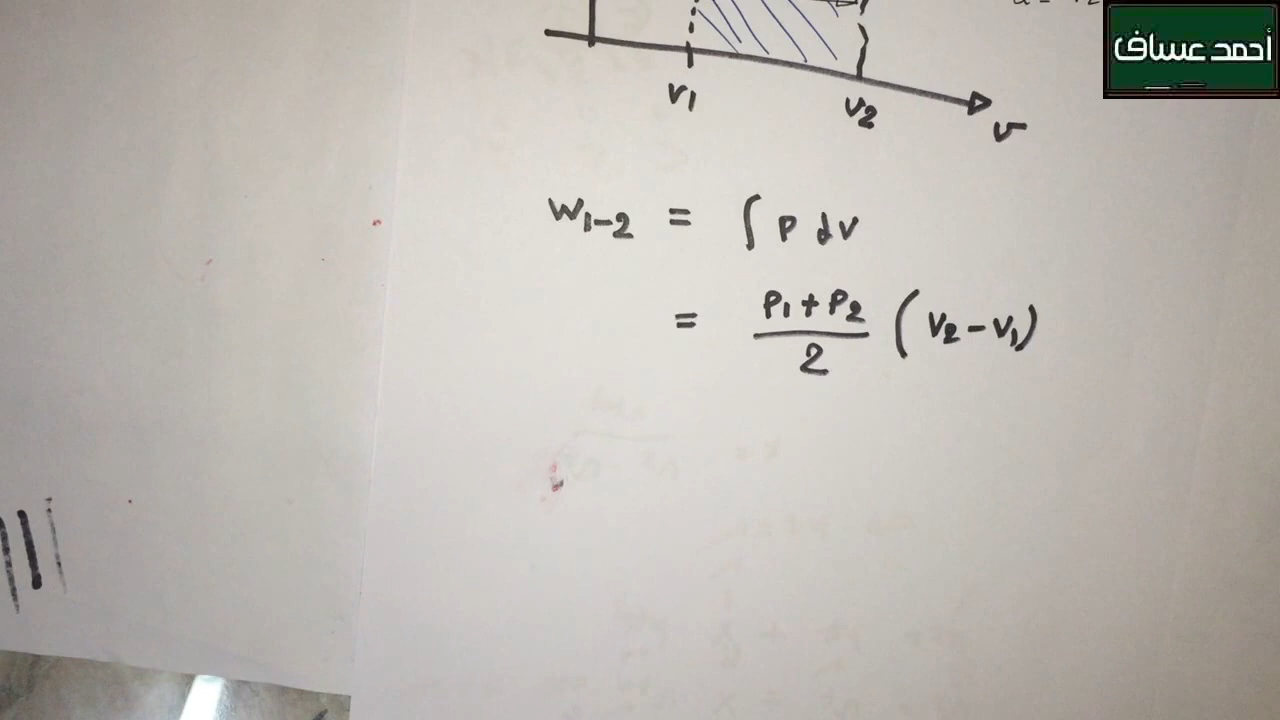 أحمد عساف
v1 v2 v
W1-2 = ∫ P dv
= P1 + P2 / 2 (V2 - V1)